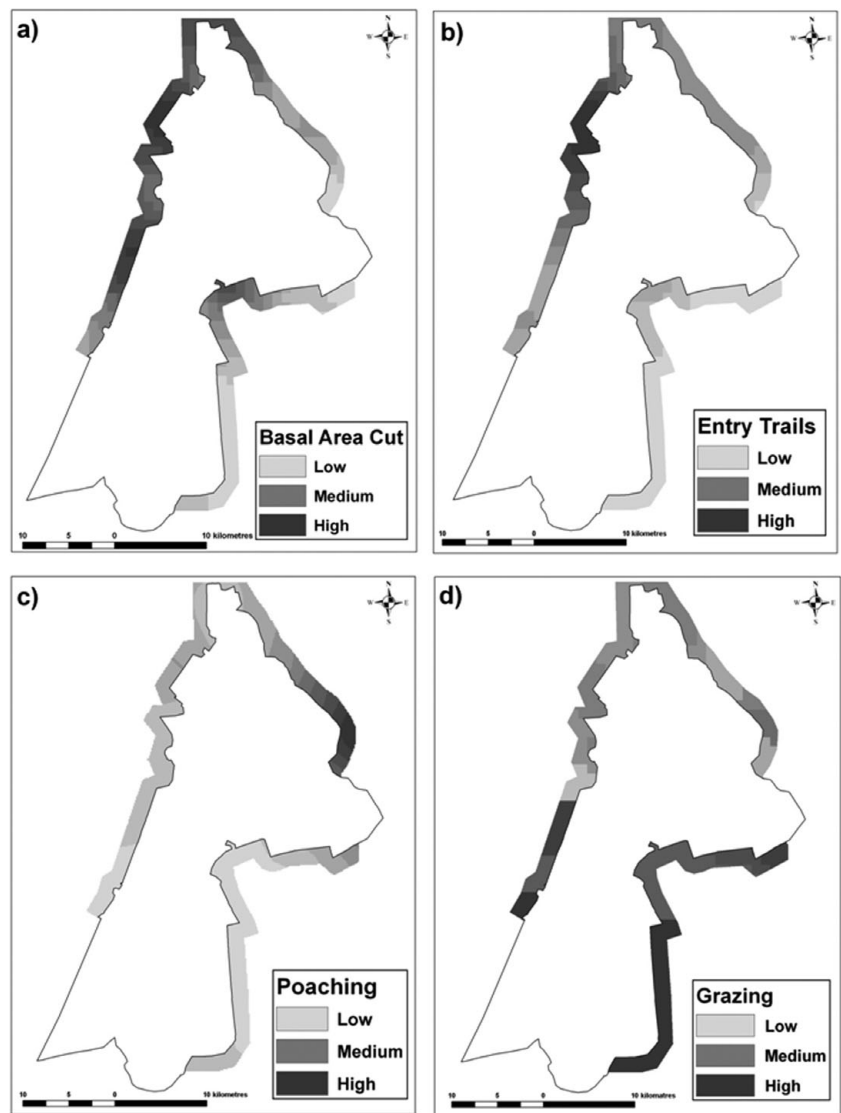 a)
N
W E
S
Basal Area Cut
Low
Medium
High
10 5 0 10 kilometres
b)
N
W E
S
Entry Trails
Low
Medium
High
10 5 0 10 kilometres
c)
N
W E
S
Poaching
Low
Medium
High
10 5 0 10 kilometres
d)
N
W E
S
Grazing
Low
Medium
High
10 5 0 10 kilometres